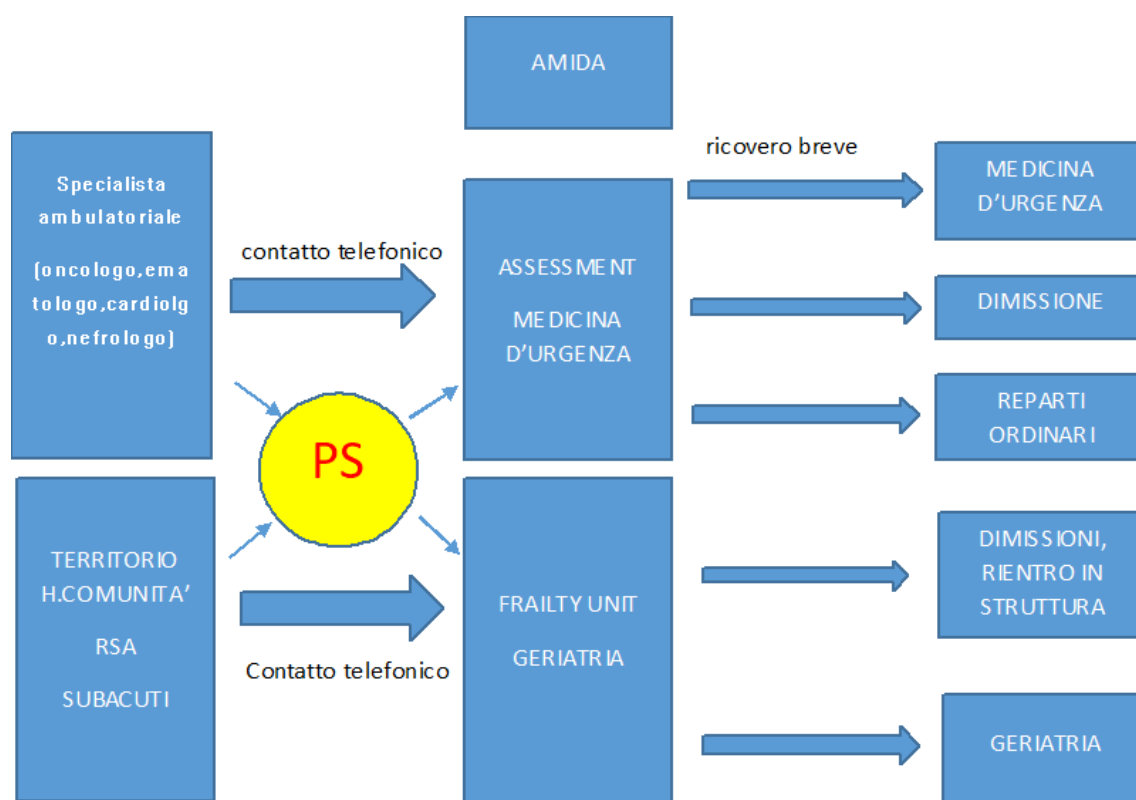 AMIDA
Specialista
ambulatoriale
(oncologo,ema
tologo,cardiolg
o,nefrologo)
contatto telefonico
ASSESSMENT
MEDICINA
D’URGENZA
ricovero breve
MEDICINA
D’URGENZA
DIMISSIONE
REPARTI
ORDINARI
PS
TERRITORIO
H.COMUNITA’
RSA
SUBACUTI
Contatto telefonico
FRAILTY UNIT
GERIATRIA
DIMISSIONI,
RIENTRO IN
STRUTTURA
GERIATRIA